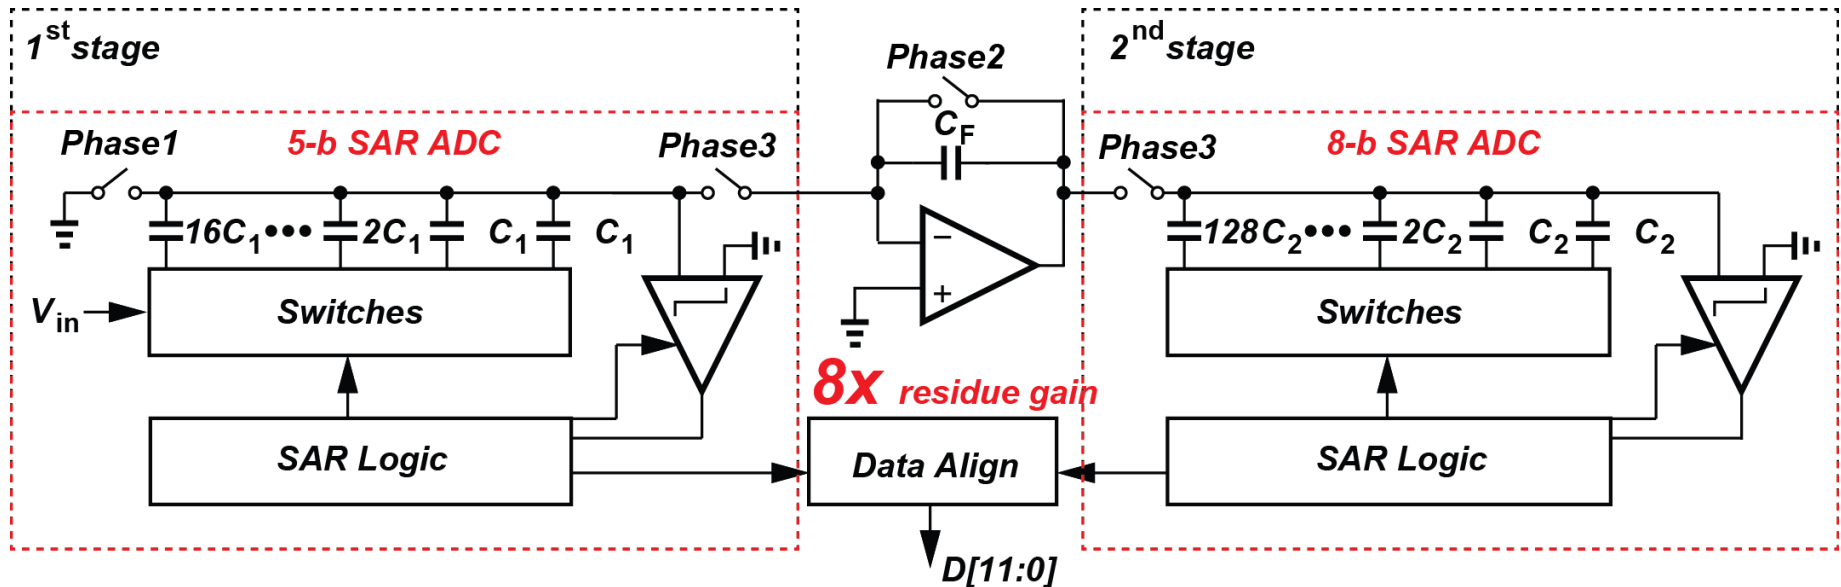 1st stage
2nd stage
Phase2
Phase1
5-b SAR ADC
Phase3
CF
Phase3
8-b SAR ADC
16C1
2C1
C1
C1
128C2
2C2
C2
C2
−
+
Vin
Switches
Switches
8x residue gain
SAR Logic
Data Align
SAR Logic
D[11:0]